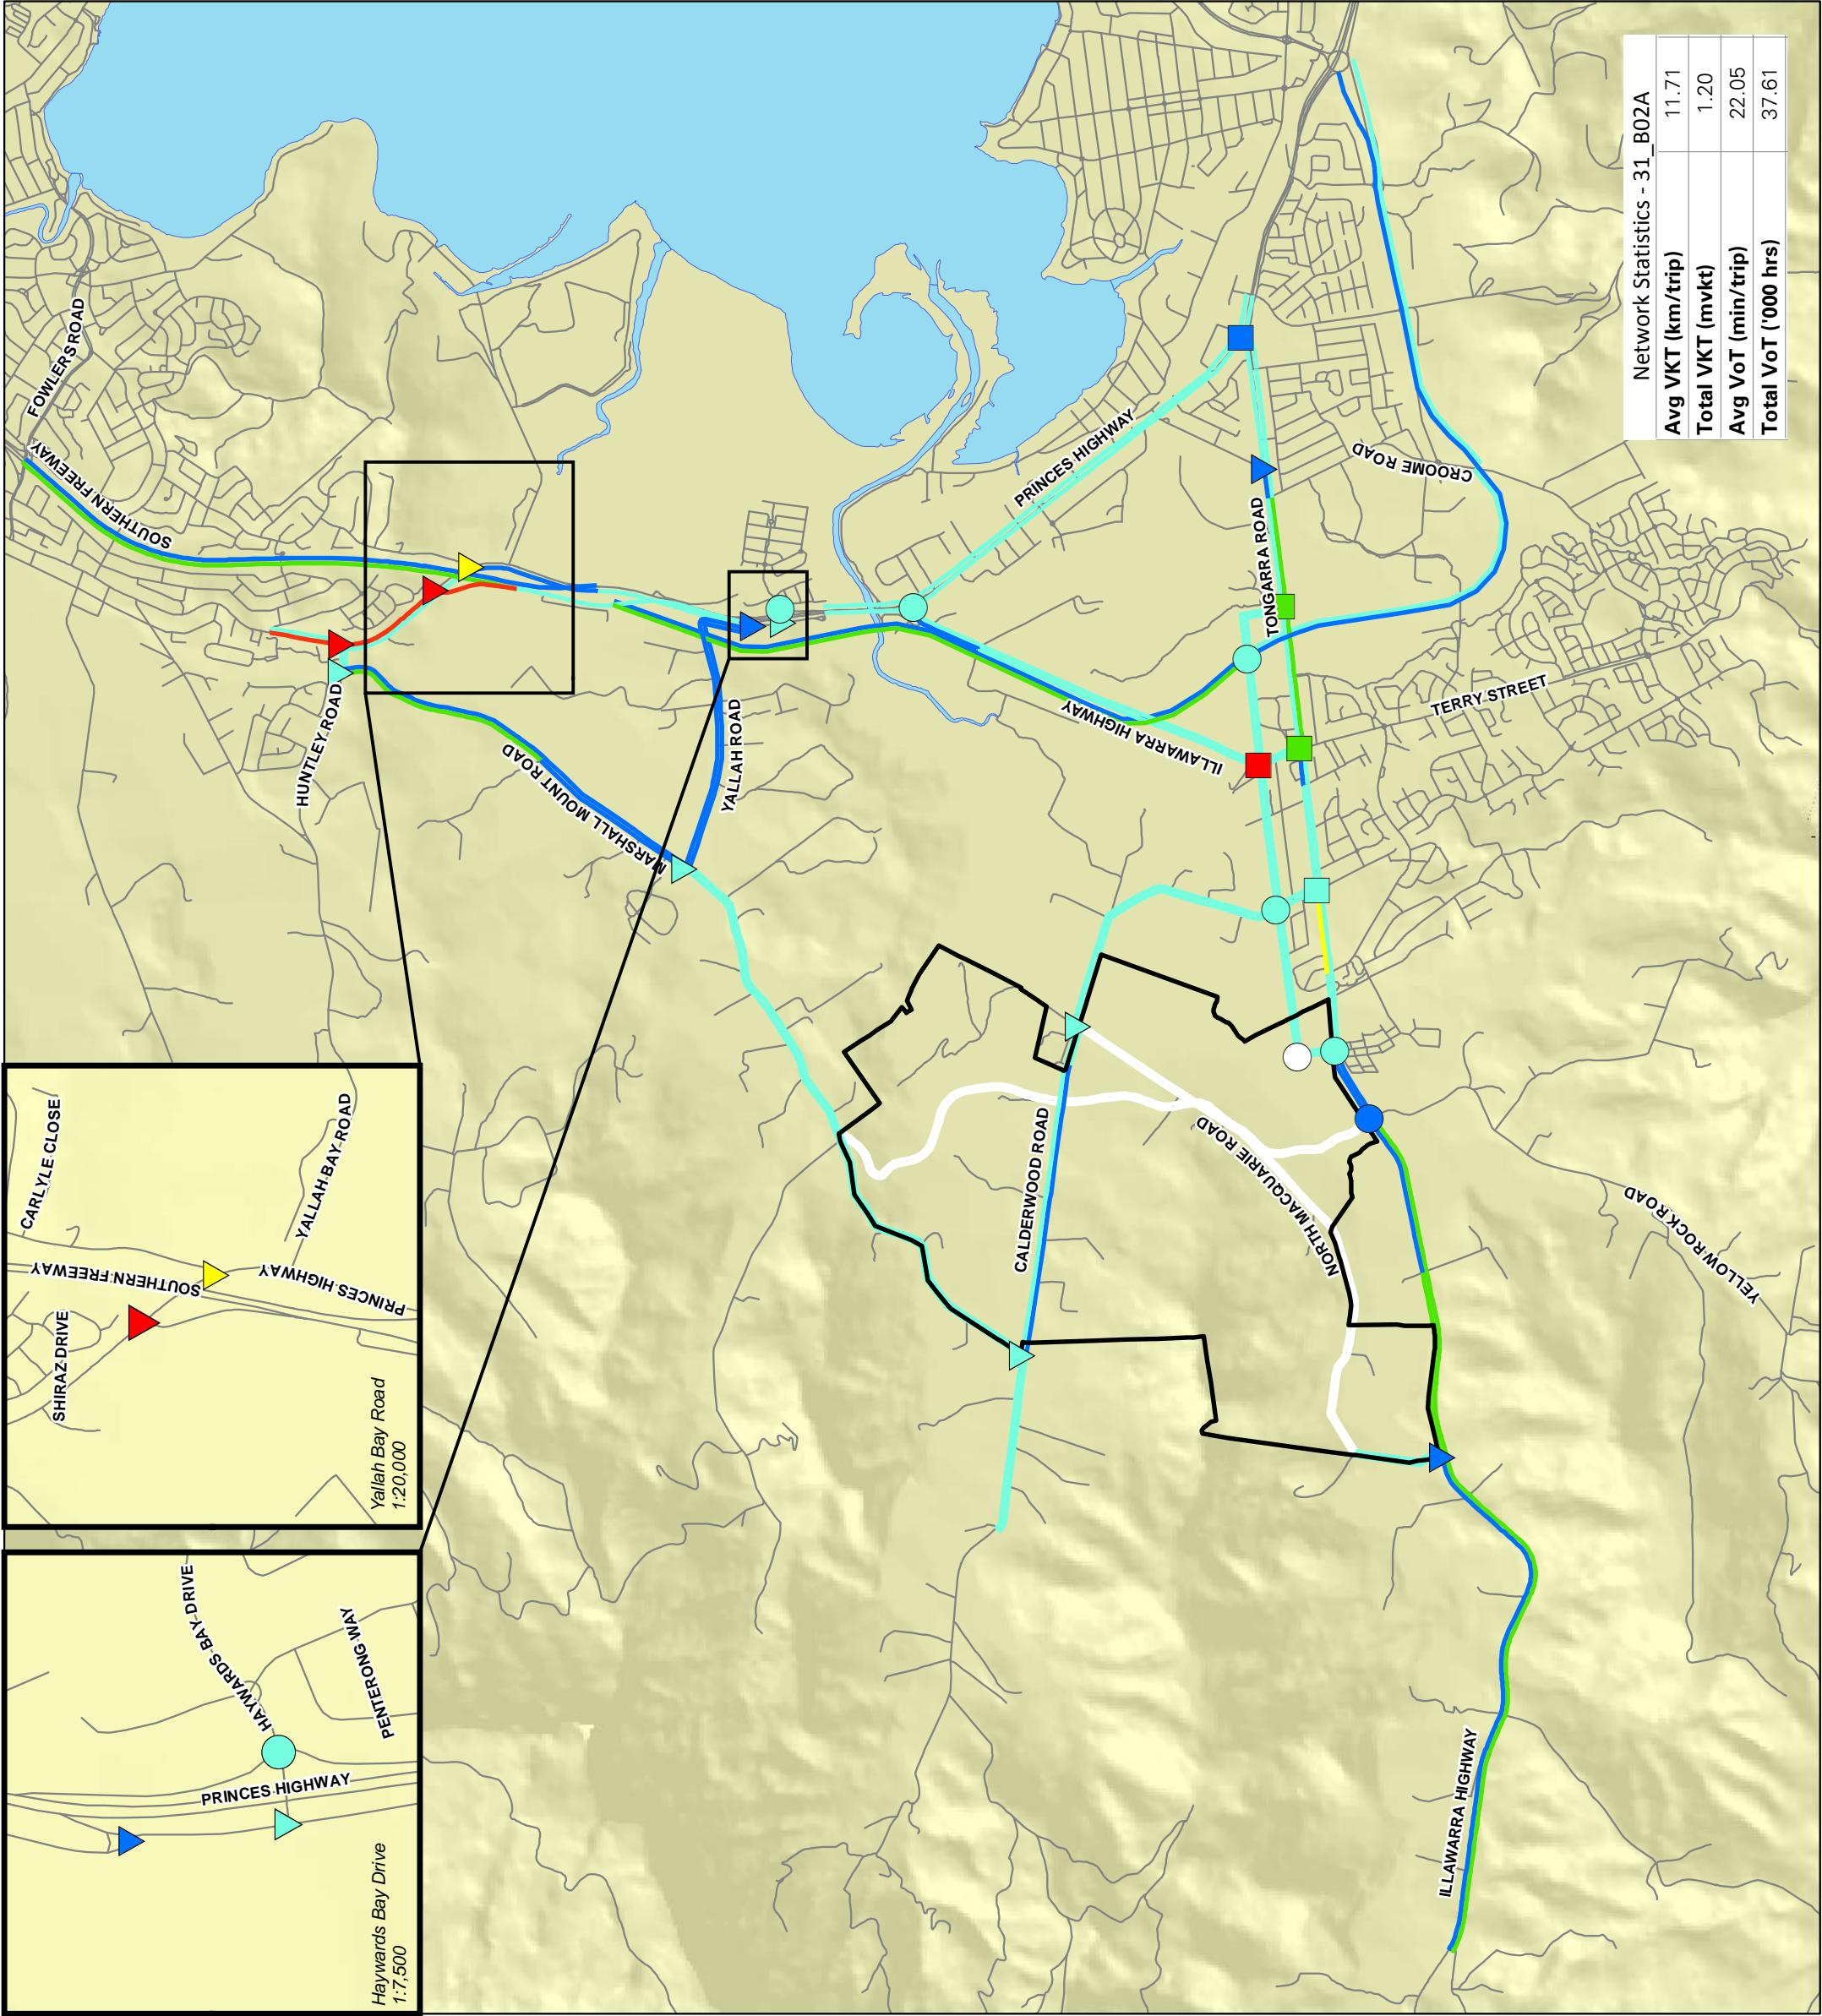 FOWLERS ROAD
SOUTHERN FREEWAY
HUNTLEY ROAD
MARSHALL MOUNT ROAD
YALLAH ROAD
PRINCES HIGHWAY
ILLAWARRA HIGHWAY
TONGARRA ROAD
CROOME ROAD
TERRY STREET
CALDERWOOD ROAD
NORTH MACQUARIE ROAD
YELLOW ROCK ROAD
ILLAWARRA HIGHWAY
CARLYLE CLOSE
YALLAH BAY ROAD
SOUTHERN FREEWAY
PRINCES HIGHWAY
SHIRAZ DRIVE
Yallah Bay Road
1:20,000
HAYWARDS BAY DRIVE
PENTERONG WAY
PRINCES HIGHWAY
Haywards Bay Drive
1:7,500
Network Statistics - 31_B02A
Avg VKT (km/trip) 11.71
Total VKT (mvkt) 1.20
Avg VoT (min/trip) 22.05
Total VoT ('000 hrs) 37.61